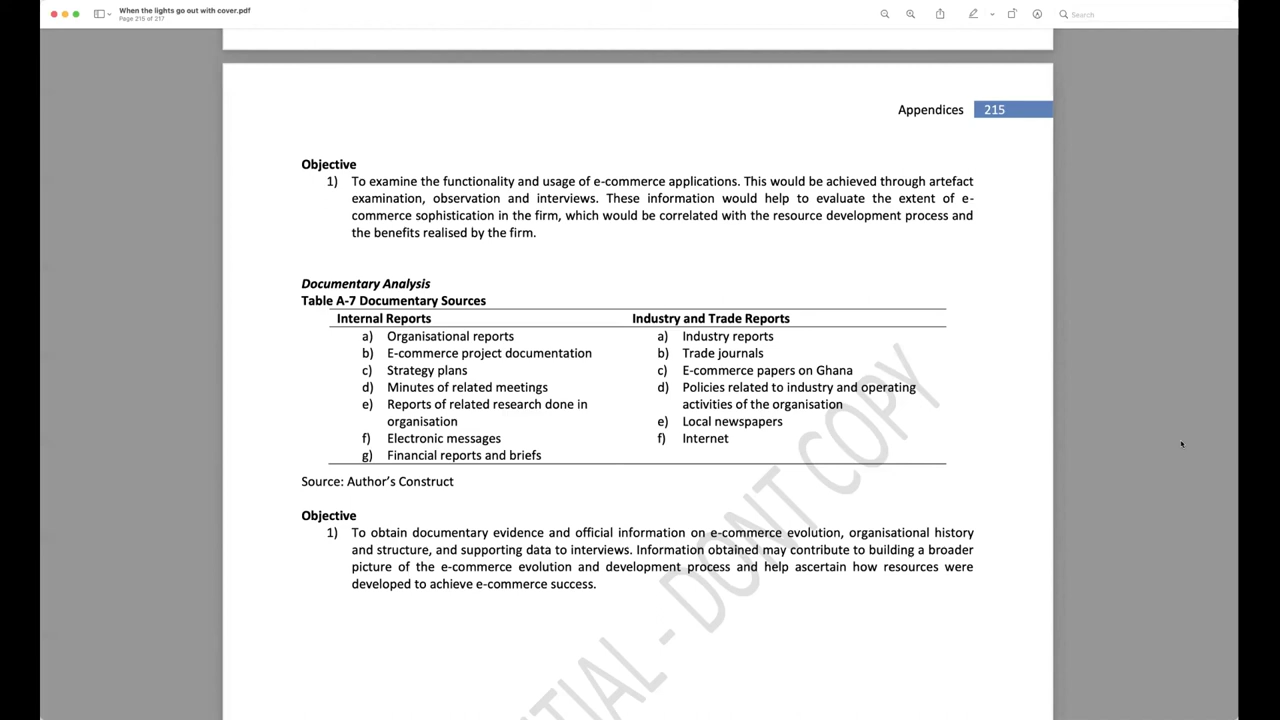 When the lights go out with cover.pdf
Page 215 of 217
Search
Appendices 215
Objective
1) To examine the functionality and usage of e-commerce applications. This would be achieved through artefact
examination, observation and interviews. These information would help to evaluate the extent of e-
commerce sophistication in the firm, which would be correlated with the resource development process and
the benefits realised by the firm.
Documentary Analysis
Table A-7 Documentary Sources
Internal Reports
a) Organisational reports
b) E-commerce project documentation
c) Strategy plans
d) Minutes of related meetings
e) Reports of related research done in
organisation
f) Electronic messages
g) Financial reports and briefs
Industry and Trade Reports
a) Industry reports
b) Trade journals
c) E-commerce papers on Ghana
d) Policies related to industry and operating
activities of the organisation
e) Local newspapers
f) Internet
Source: Author’s Construct
Objective
1) To obtain documentary evidence and official information on e-commerce evolution, organisational history
and structure, and supporting data to interviews. Information obtained may contribute to building a broader
picture of the e-commerce evolution and development process and help ascertain how resources were
developed to achieve e-commerce success.
TIAL - DONT COPY